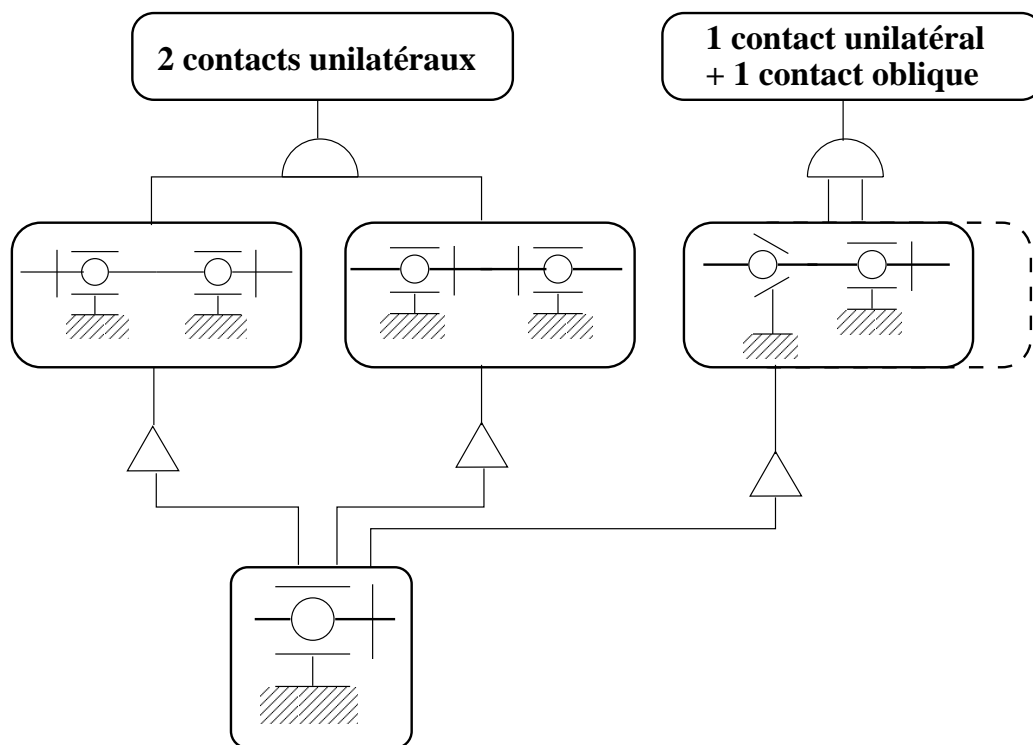 2 contacts unilatéraux
1 contact unilatéral
+ 1 contact oblique